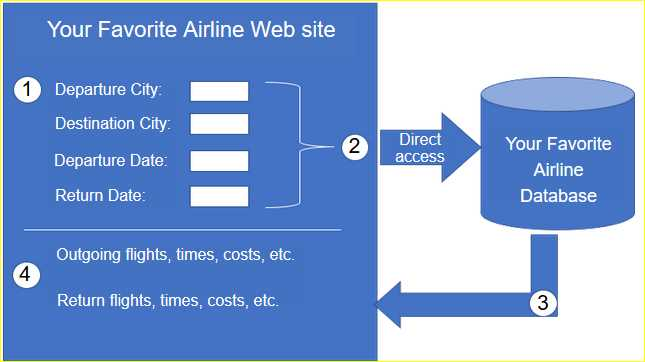 Your Favorite Airline Web site
1
Departure City:
Destination City:
Departure Date:
Return Date:
2
Direct
access
Your Favorite
Airline
Database
3
4
Outgoing flights, times, costs, etc.
Return flights, times, costs, etc.